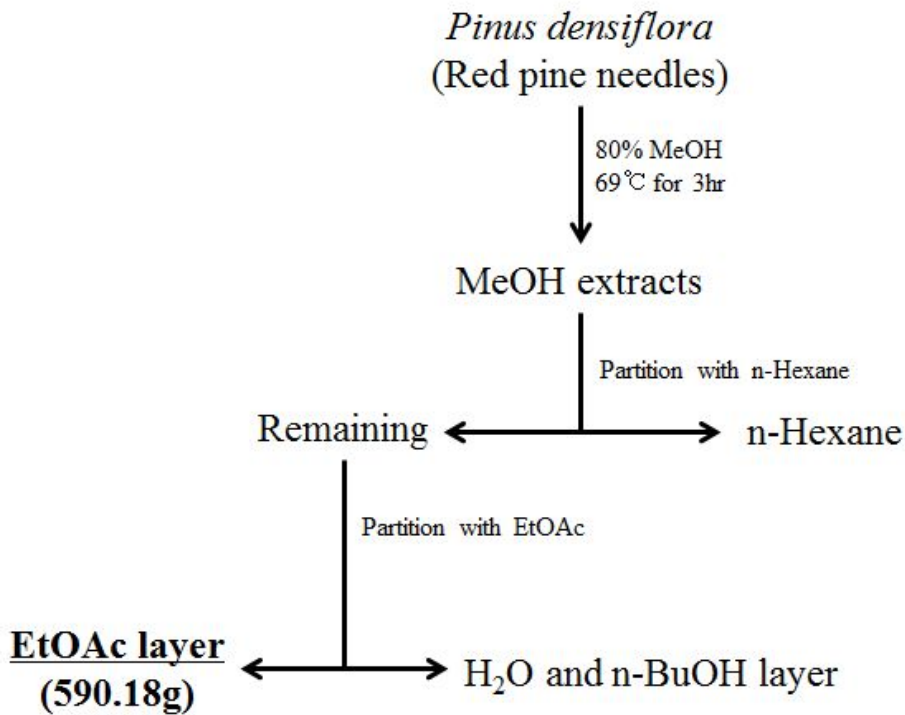 Pinus densiflora
(Red pine needles)
80% MeOH
69℃ for 3hr
MeOH extracts
Partition with n-Hexane
Remaining
n-Hexane
Partition with EtOAc
EtOAc layer
(590.18g)
H₂O and n-BuOH layer